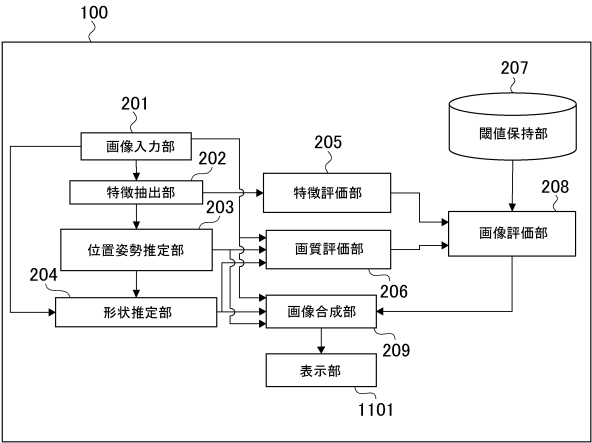 100
207
閾値保持部
201
画像入力部
205
202
特徴抽出部
特徴評価部
208
画像評価部
203
位置姿勢推定部
画質評価部
206
204
形状推定部
画像合成部
209
表示部
1101